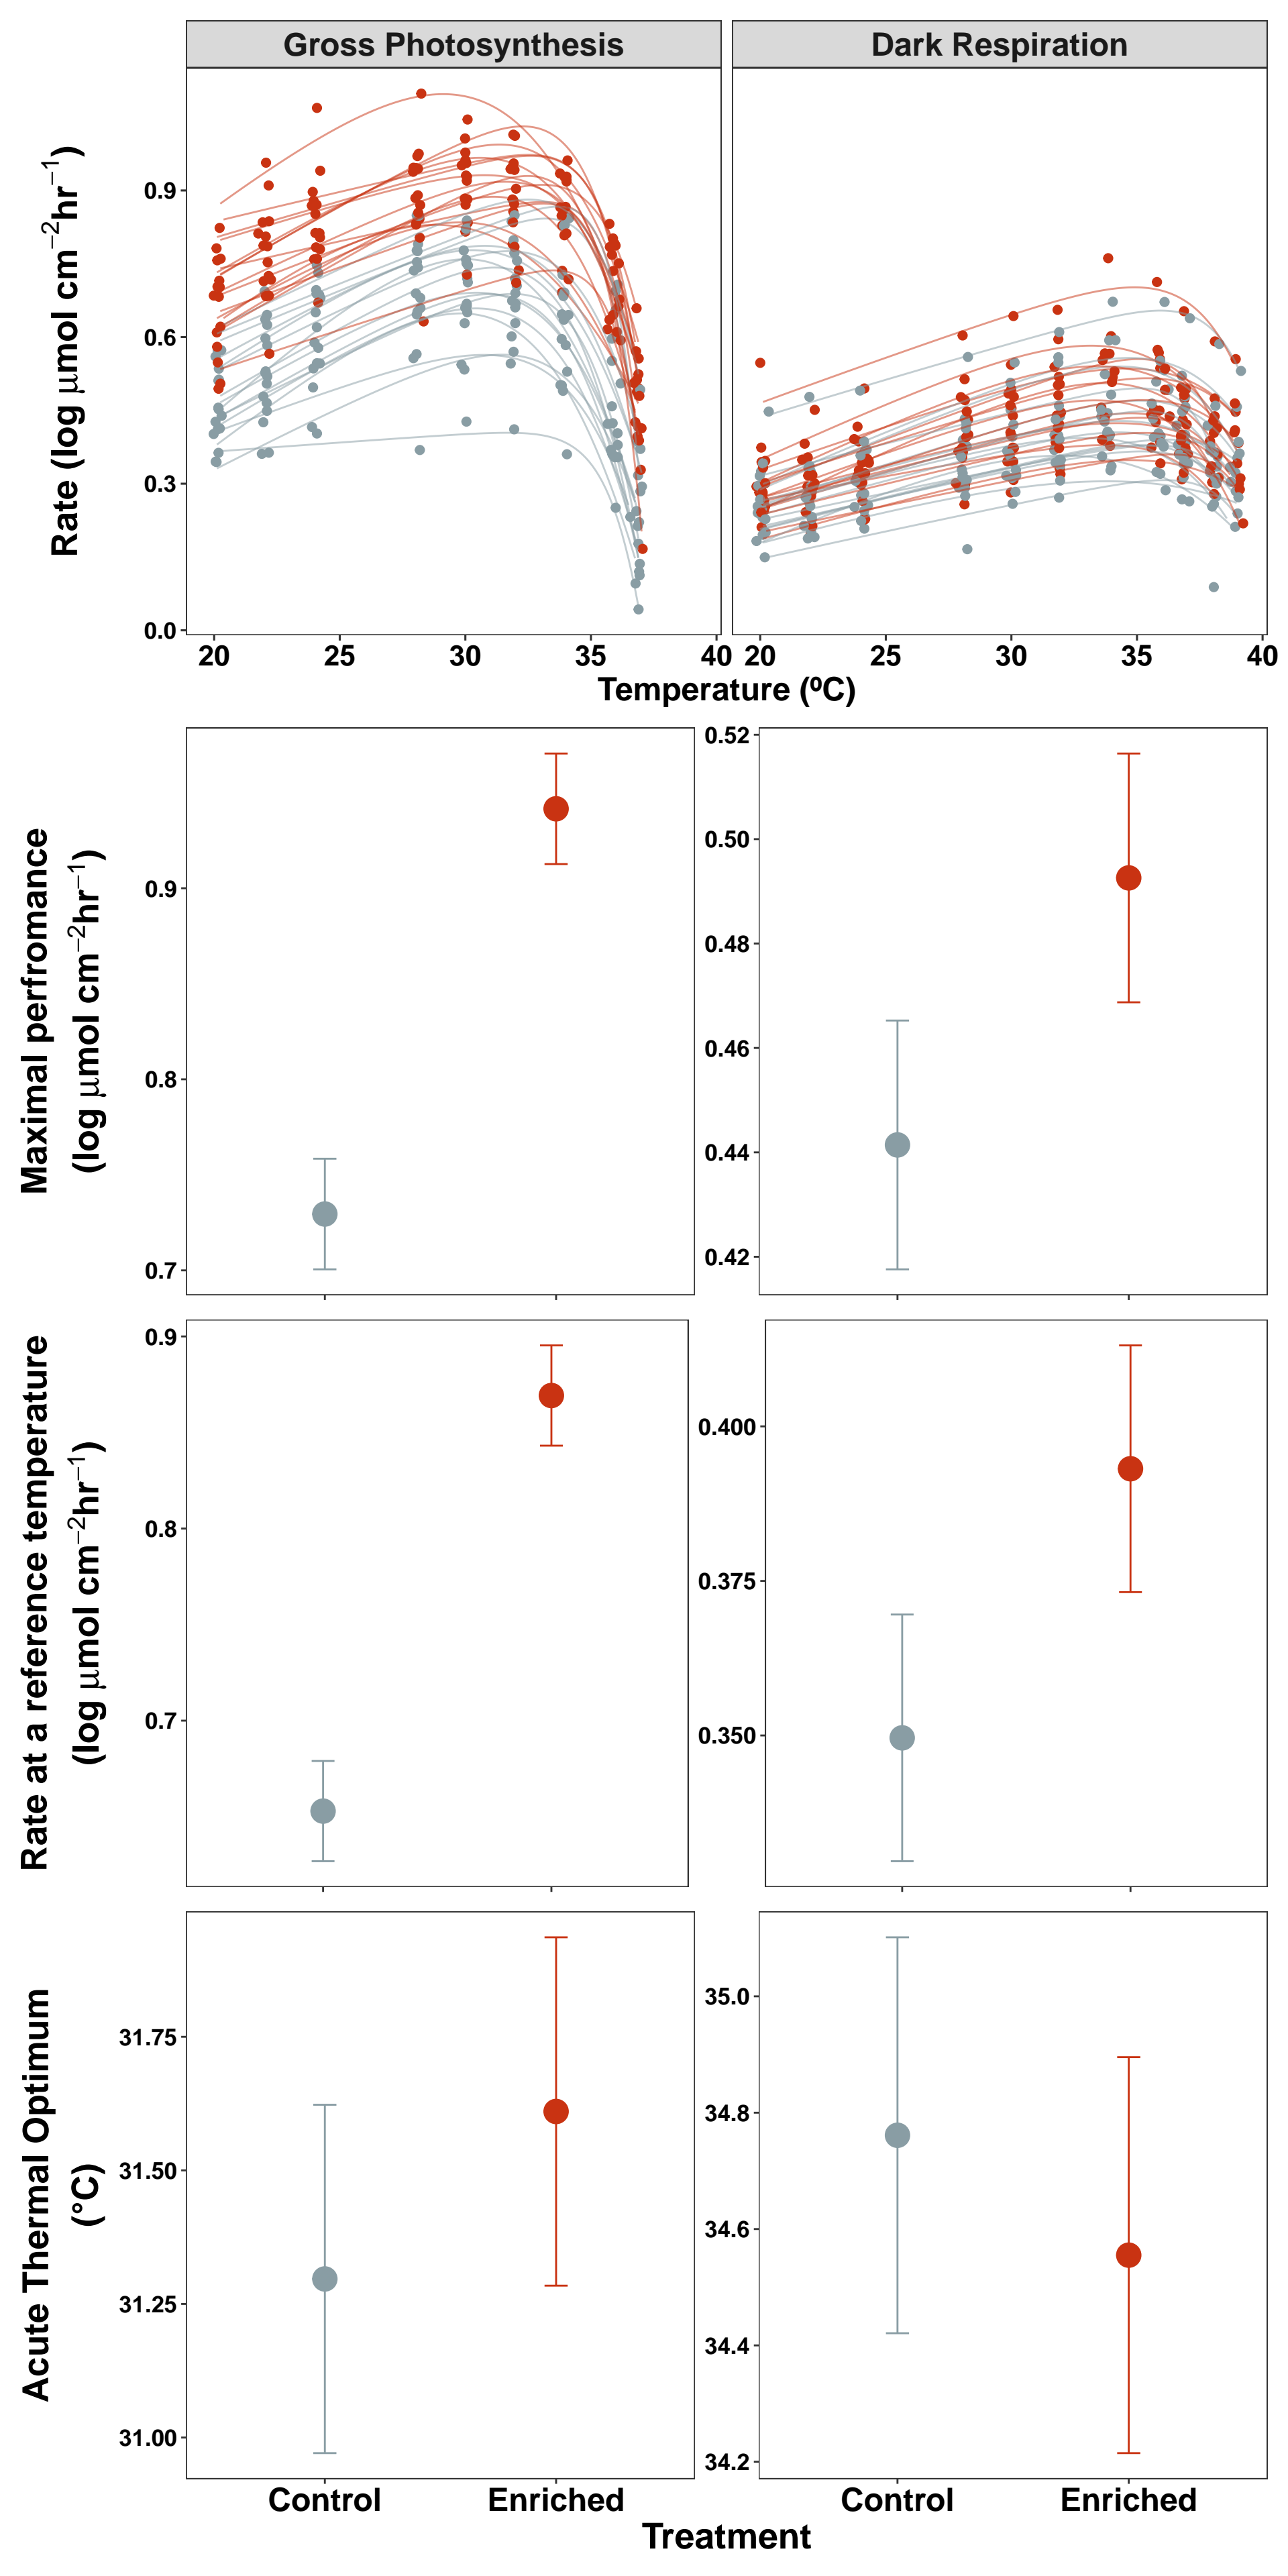 Gross Photosynthesis
Dark Respiration
Rate (log μmol cm−2hr−1)
0.9
0.6
0.3
0.0
20 25 30 35 40
20 25 30 35 40
Temperature (ºC)
Maximal perfromance
(log μmol cm−2hr−1)
0.9
0.8
0.7
0.52
0.50
0.48
0.46
0.44
0.42
Rate at a reference temperature
(log μmol cm−2hr−1)
0.9
0.8
0.7
0.400
0.375
0.350
Acute Thermal Optimum
(°C)
31.75
31.50
31.25
31.00
35.0
34.8
34.6
34.4
34.2
Control Enriched
Control Enriched
Treatment